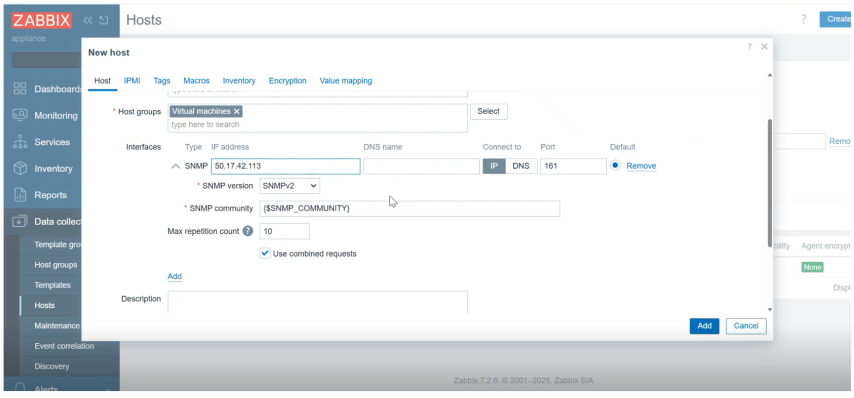 ZABBIX
appliance
Hosts
?
Create
New host
?
Host IPMI Tags Macros Inventory Encryption Value mapping
type here to search
* Host groups Virtual machines Select
type here to search
Interfaces Type IP address DNS name Connect to Port Default
SNMP 50.17.42.113 IP DNS 161 Remove
* SNMP version SNMPv2
* SNMP community {$SNMP_COMMUNITY}
Max repetition count ? 10
Use combined requests
Add
Description
Add Cancel
Dashboards
Monitoring
Services
Inventory
Reports
Data collec
Template gro
Host groups
Templates
Hosts
Maintenance
Event correlation
Discovery
Alerts
Remo
bility Agent encrypt
None
Displ
Zabbix 7.2.6. © 2001–2025, Zabbix SIA